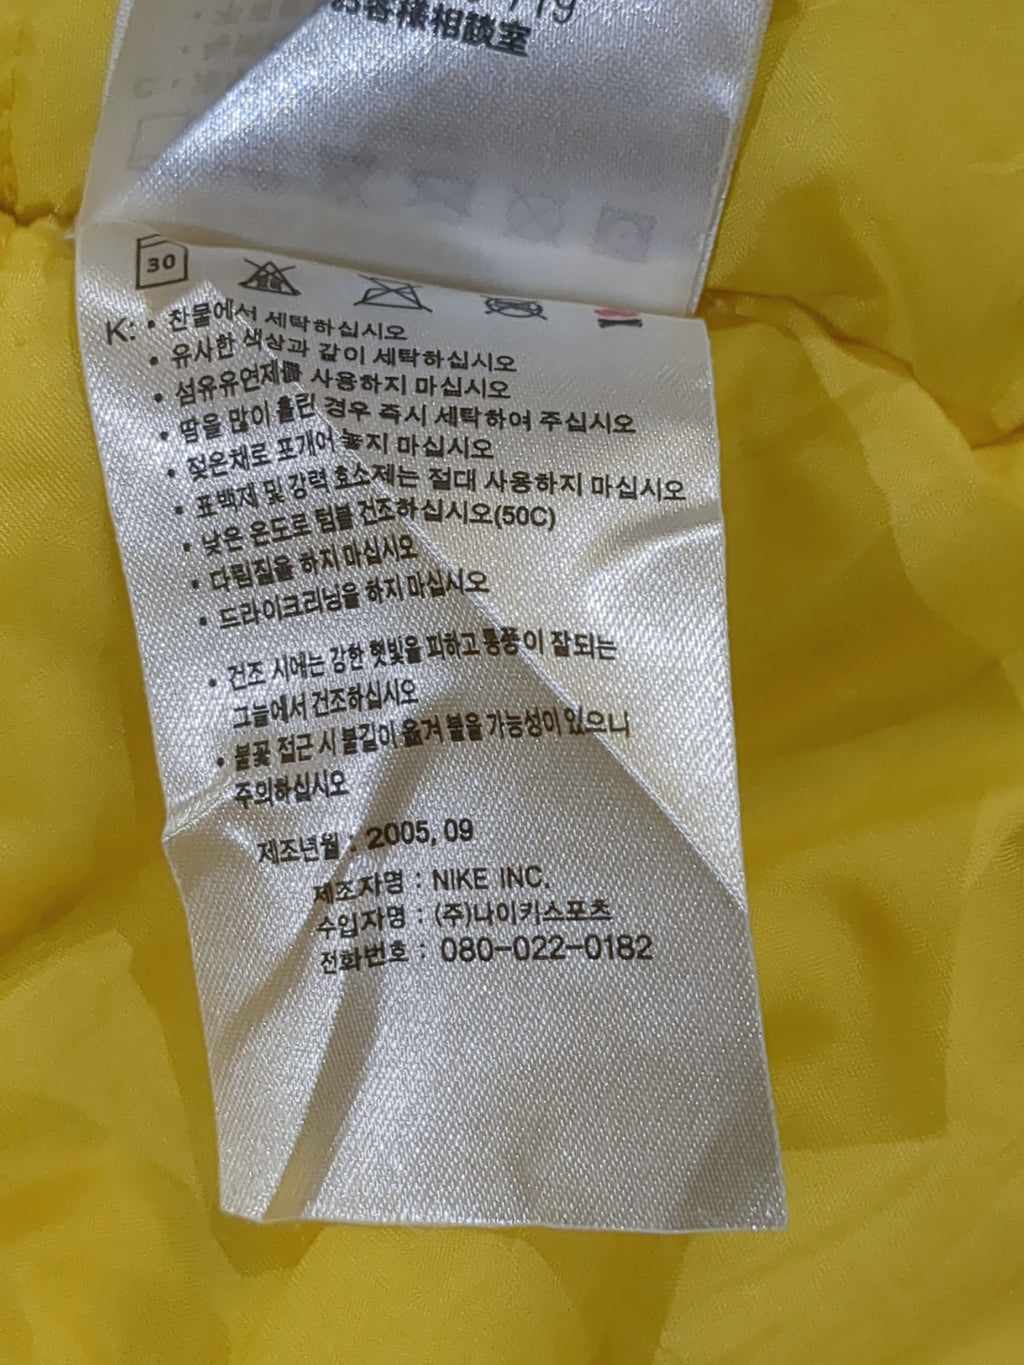 お客様相談室
30
K: • 찬물에서 세탁하십시오
• 유사한 색상과 같이 세탁하십시오
• 섬유유연제를 사용하지 마십시오
• 땀을 많이 흘린 경우 즉시 세탁하여 주십시오
• 젖은채로 포개어 놓지 마십시오
• 표백제 및 강력 효소제는 절대 사용하지 마십시오
• 낮은 온도로 텀블 건조하십시오(50C)
• 다림질을 하지 마십시오
• 드라이크리닝을 하지 마십시오
• 건조 시에는 강한 햇빛을 피하고 통풍이 잘되는
그늘에서 건조하십시오
• 불꽃 접근 시 불길이 옮겨 붙을 가능성이 있으니
주의하십시오
제조년월 : 2005, 09
제조자명 : NIKE INC.
수입자명 : (주)나이키스포츠
전화번호 : 080-022-0182